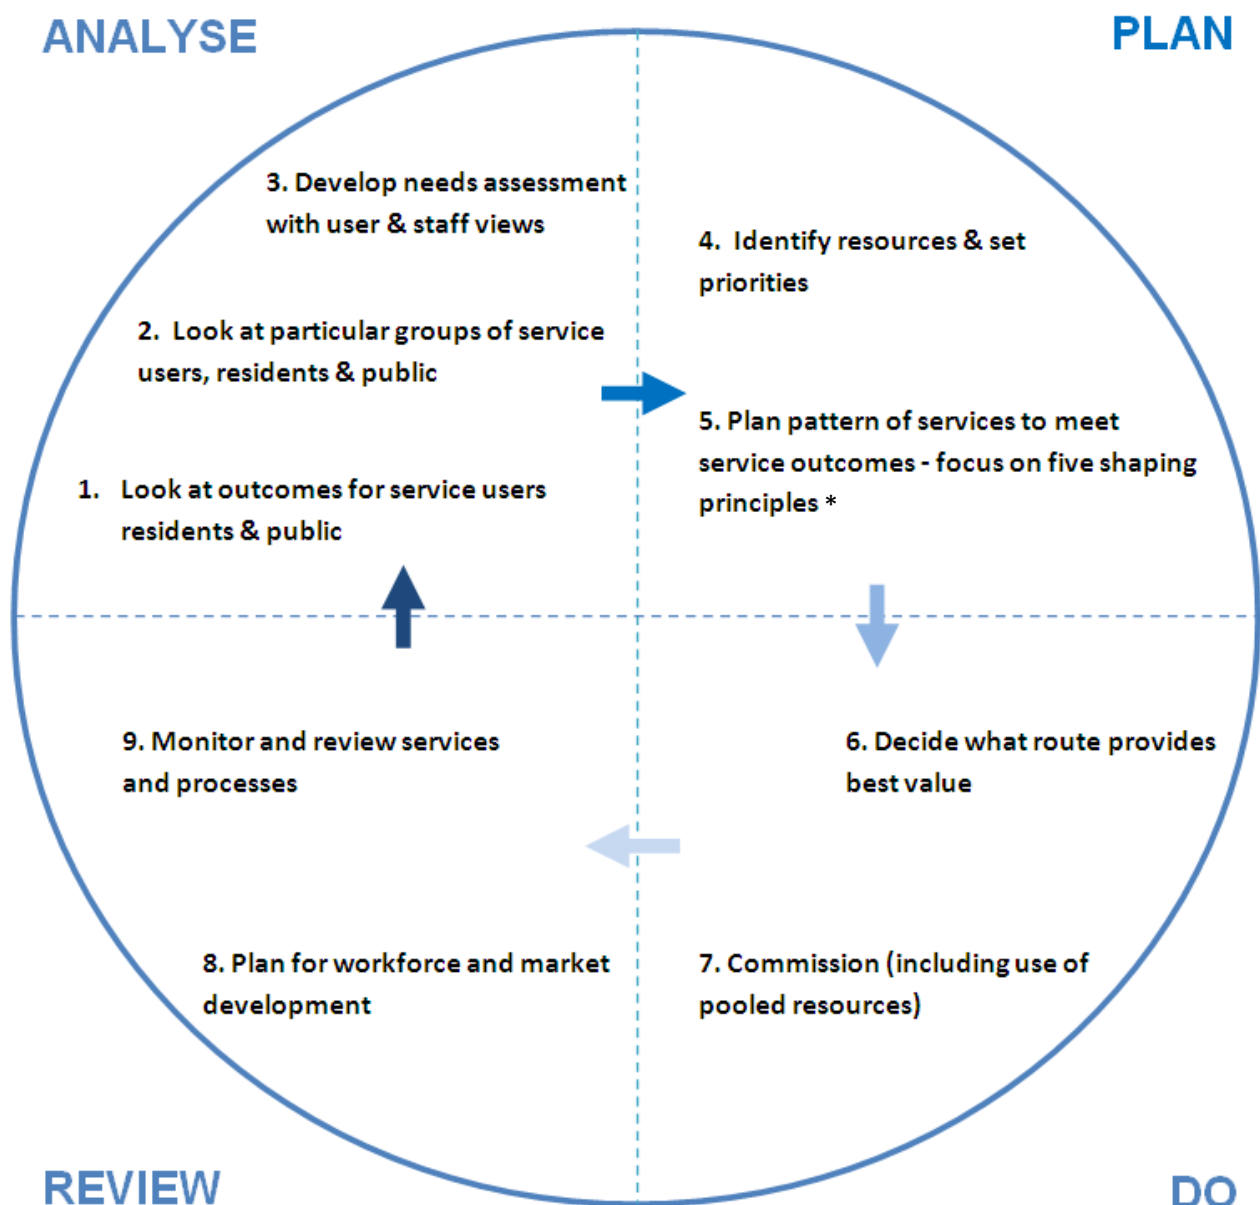 ANALYSE
PLAN
3. Develop needs assessment
with user & staff views
4.  Identify resources & set
priorities
2.  Look at particular groups of service
users, residents & public
5. Plan pattern of services to meet
service outcomes - focus on five shaping
principles *
1.   Look at outcomes for service users
residents & public
9. Monitor and review services
and processes
6. Decide what route provides
best value
8. Plan for workforce and market
development
7. Commission (including use of
pooled resources)
REVIEW
DO